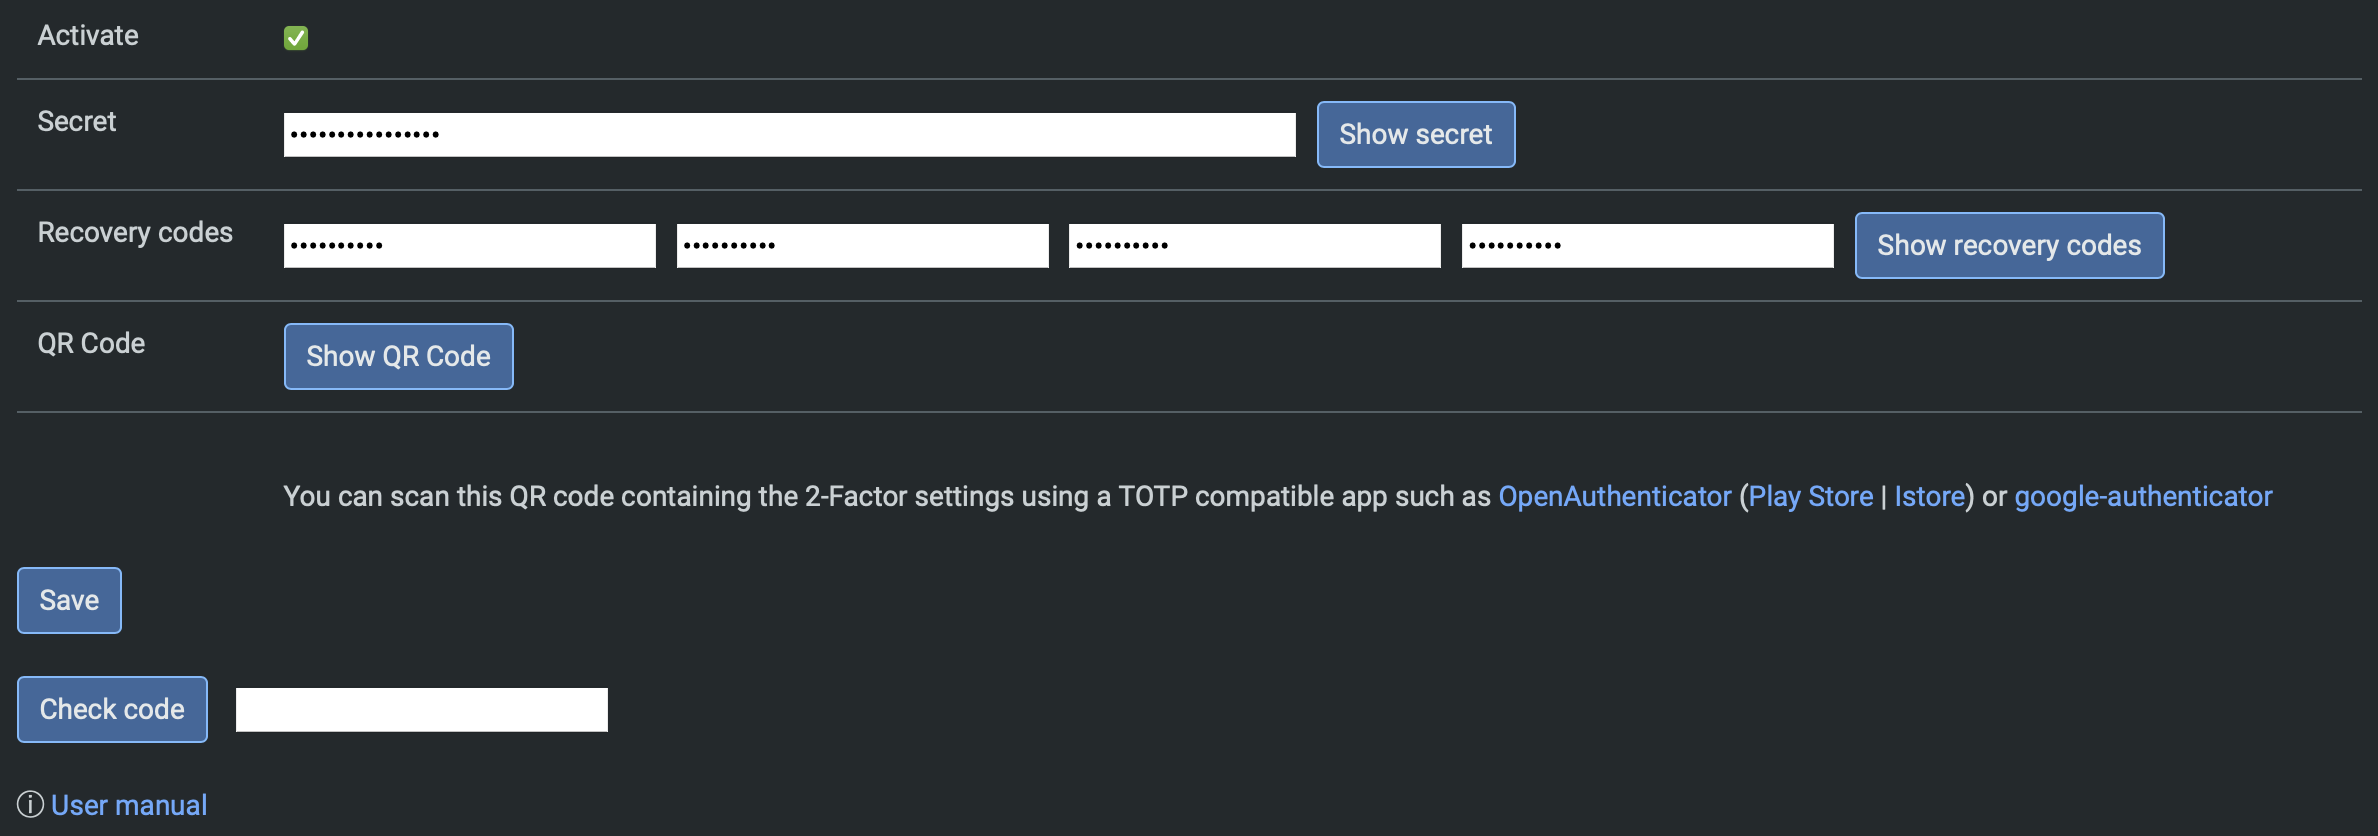 Activate
Secret
•••••••••••••••• Show secret
Recovery codes
•••••••••• •••••••••• •••••••••• •••••••••• Show recovery codes
QR Code
Show QR Code
You can scan this QR code containing the 2-Factor settings using a TOTP compatible app such as OpenAuthenticator (Play Store | Istore) or google-authenticator
Save
Check code
User manual